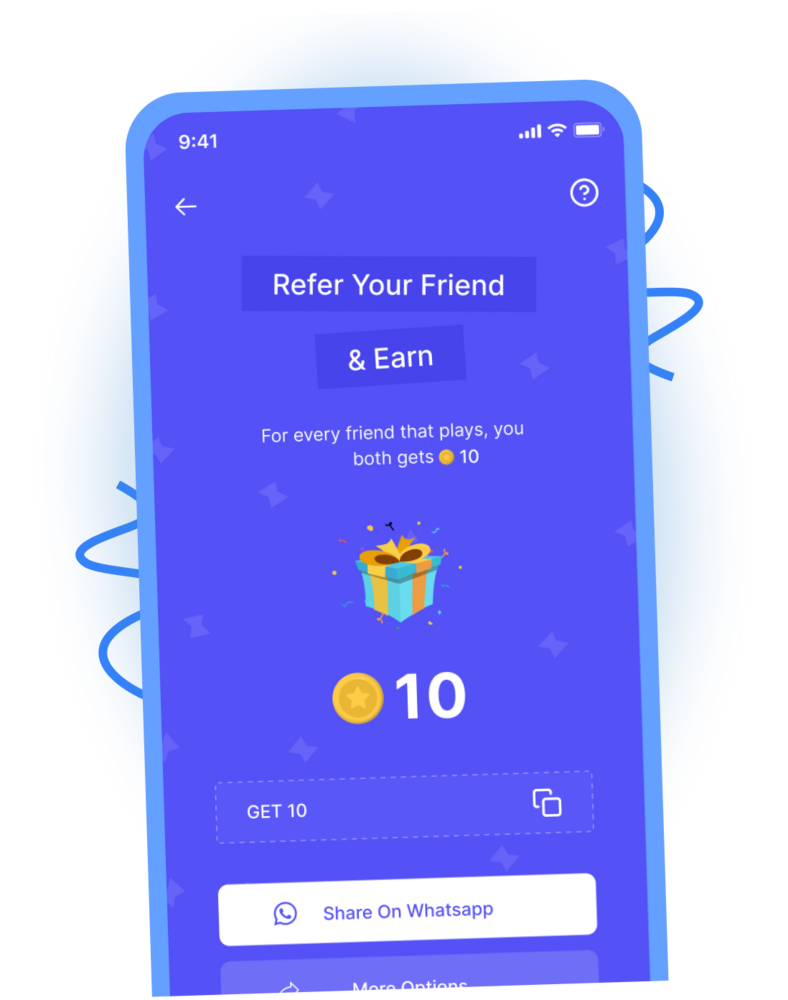 9:41
Refer Your Friend
& Earn
For every friend that plays, you
both gets 10
10
GET 10
Share On Whatsapp
More Options